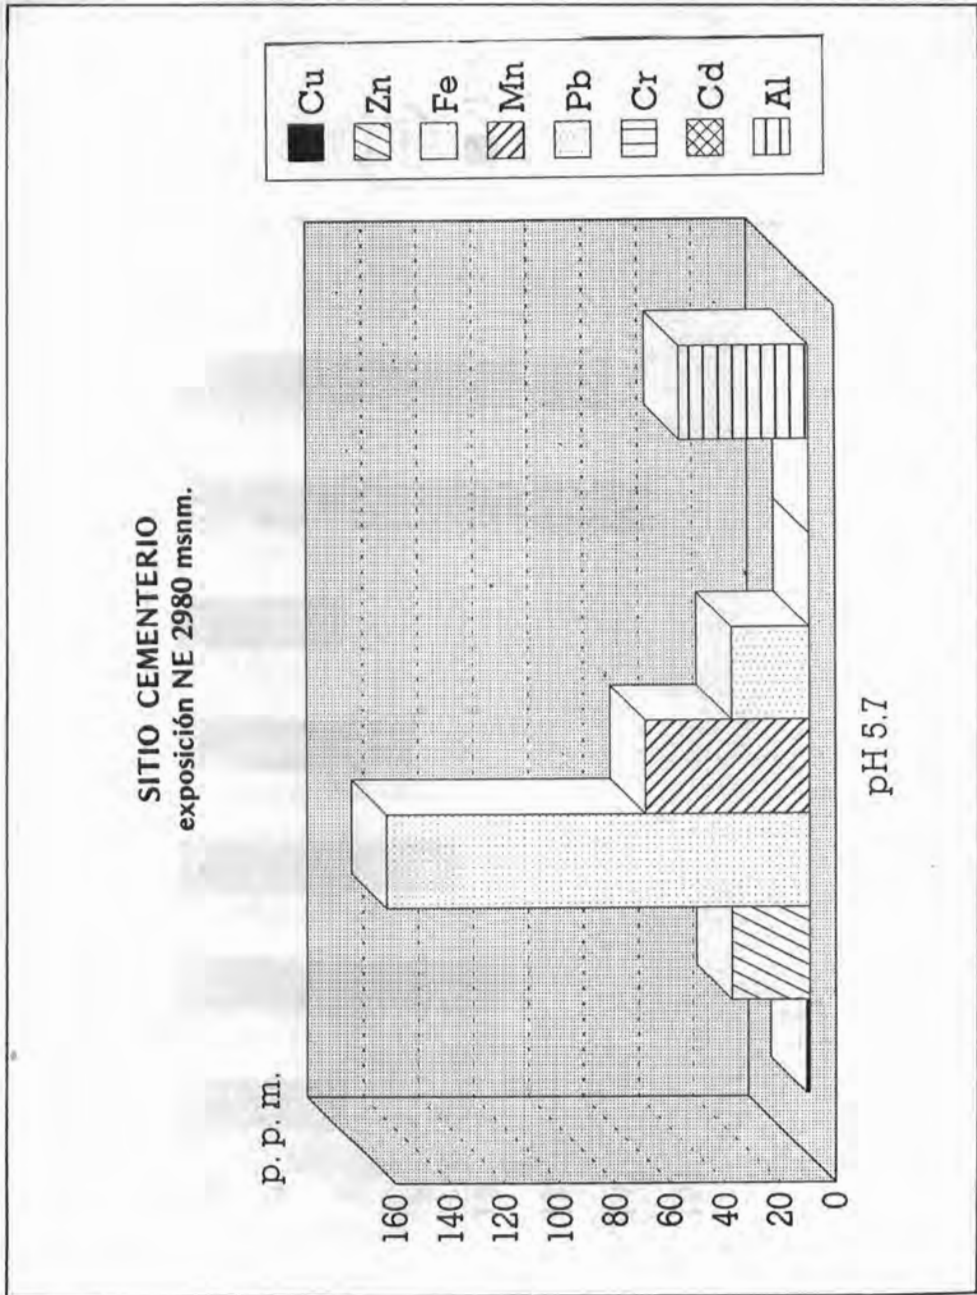 SITIO CEMENTERIO
exposición NE 2980 msnm.
p. p. m.
160
140
120
100
80
60
40
20
0
pH 5.7
Cu
Zn
Fe
Mn
Pb
Cr
Cd
Al